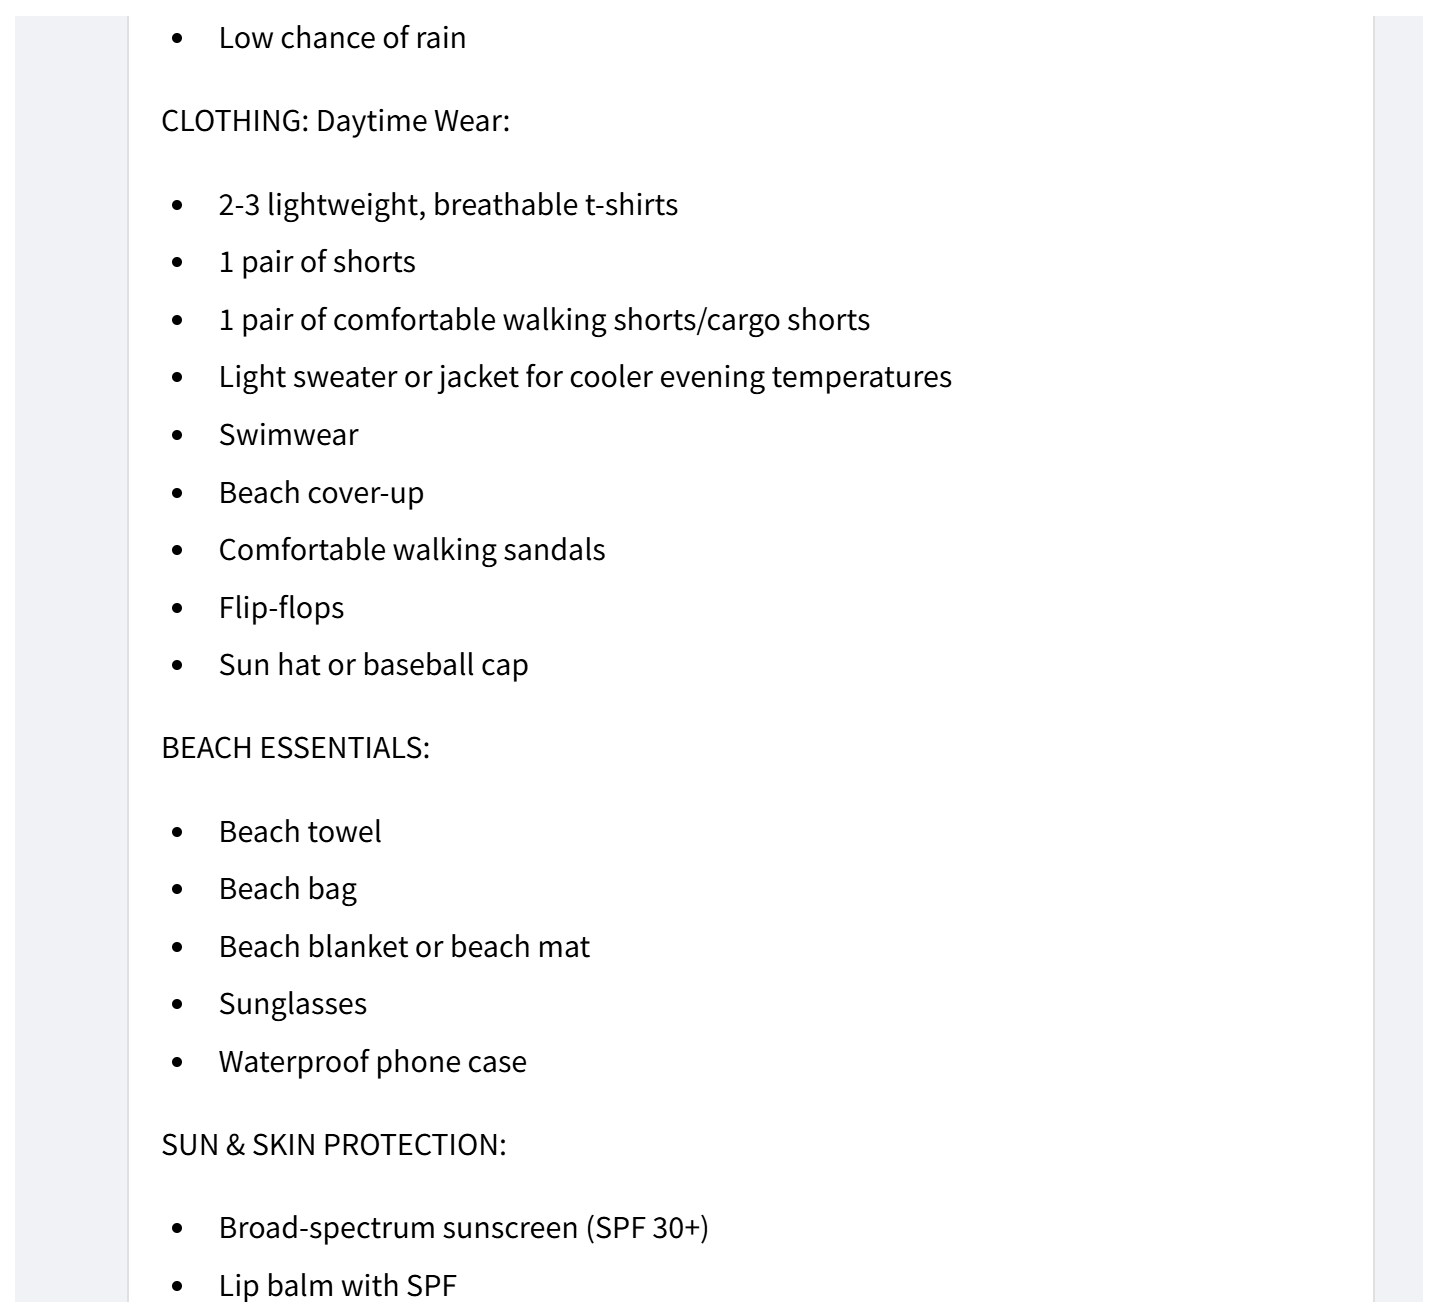 • Low chance of rain
CLOTHING: Daytime Wear:
• 2-3 lightweight, breathable t-shirts
• 1 pair of shorts
• 1 pair of comfortable walking shorts/cargo shorts
• Light sweater or jacket for cooler evening temperatures
• Swimwear
• Beach cover-up
• Comfortable walking sandals
• Flip-flops
• Sun hat or baseball cap
BEACH ESSENTIALS:
• Beach towel
• Beach bag
• Beach blanket or beach mat
• Sunglasses
• Waterproof phone case
SUN & SKIN PROTECTION:
• Broad-spectrum sunscreen (SPF 30+)
• Lip balm with SPF